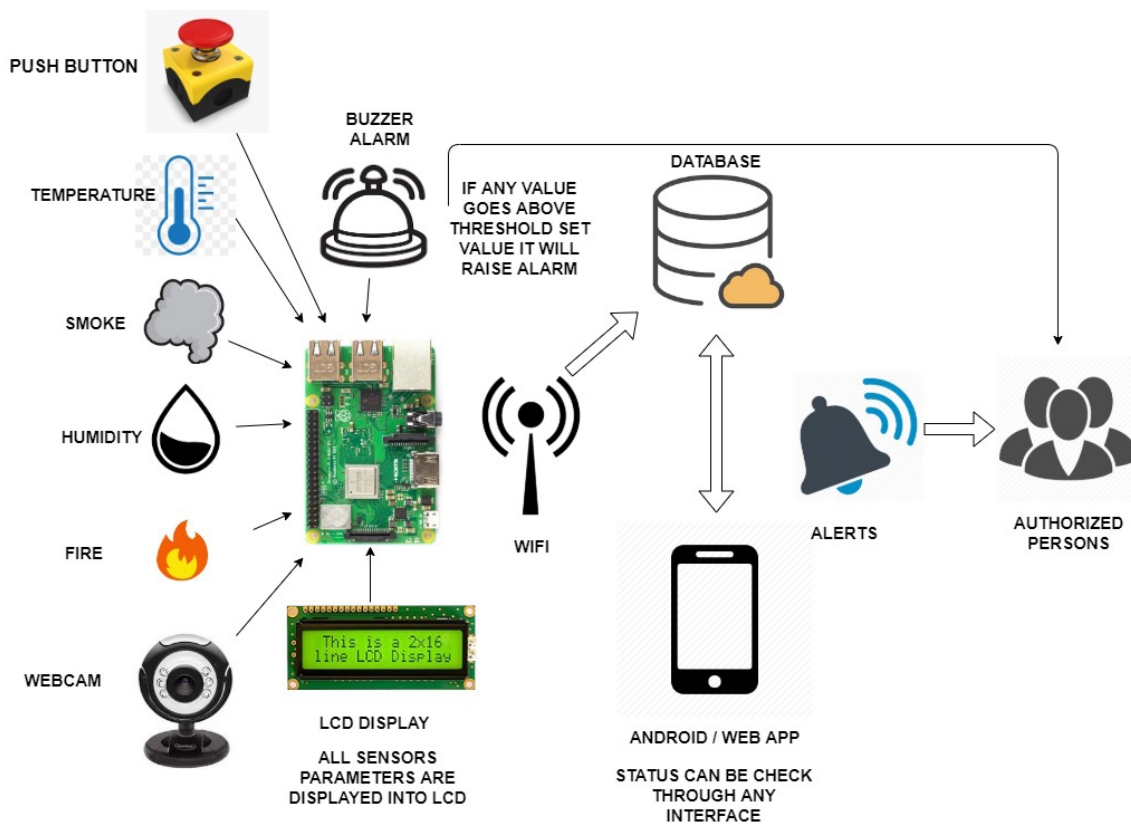 PUSH BUTTON
TEMPERATURE
SMOKE
HUMIDITY
FIRE
WEBCAM
BUZZER
ALARM
IF ANY VALUE
GOES ABOVE
THRESHOLD SET
VALUE IT WILL
RAISE ALARM
DATABASE
WIFI
This is a 2x16
line LCD Display
LCD DISPLAY
ALL SENSORS
PARAMETERS ARE
DISPLAYED INTO LCD
ANDROID / WEB APP
STATUS CAN BE CHECK
THROUGH ANY
INTERFACE
ALERTS
AUTHORIZED
PERSONS